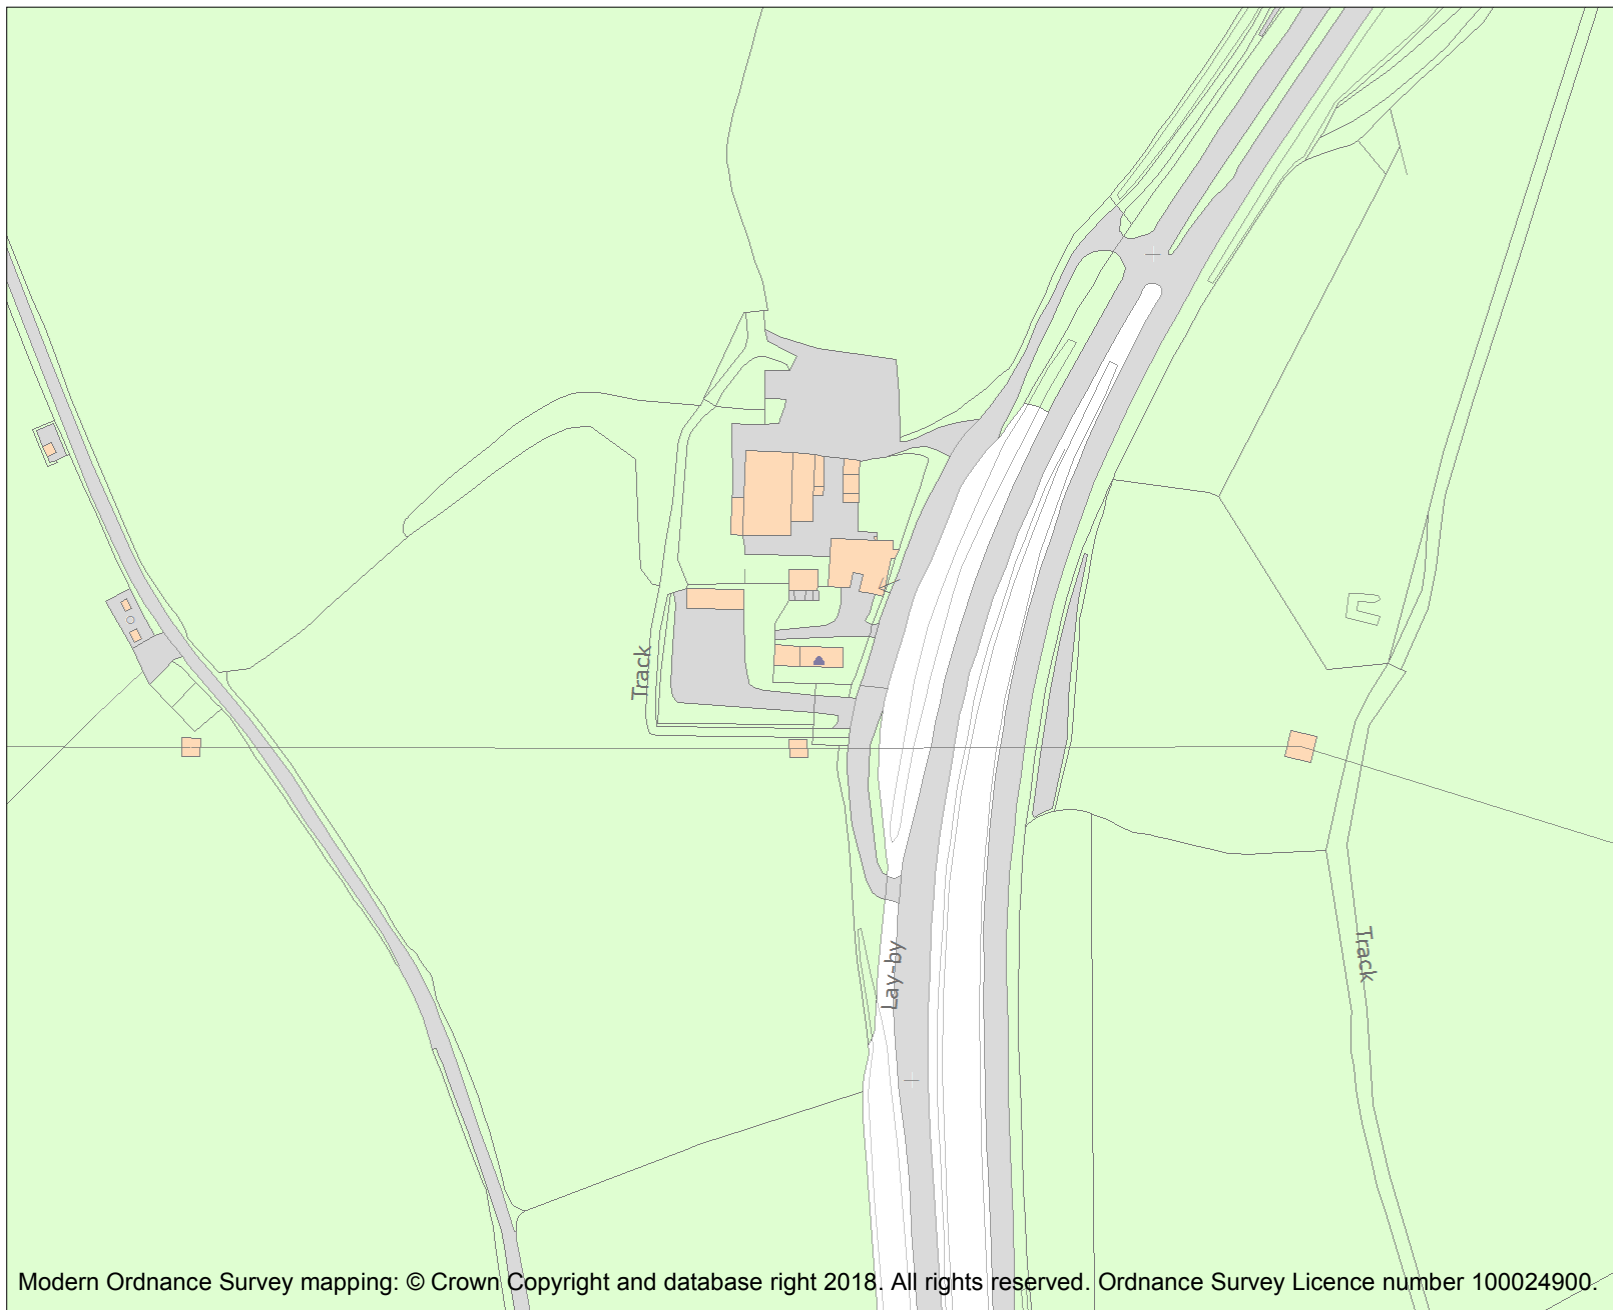 Track
Lay-by
Track
Modern Ordnance Survey mapping: © Crown Copyright and database right 2018. All rights reserved. Ordnance Survey Licence number 100024900.